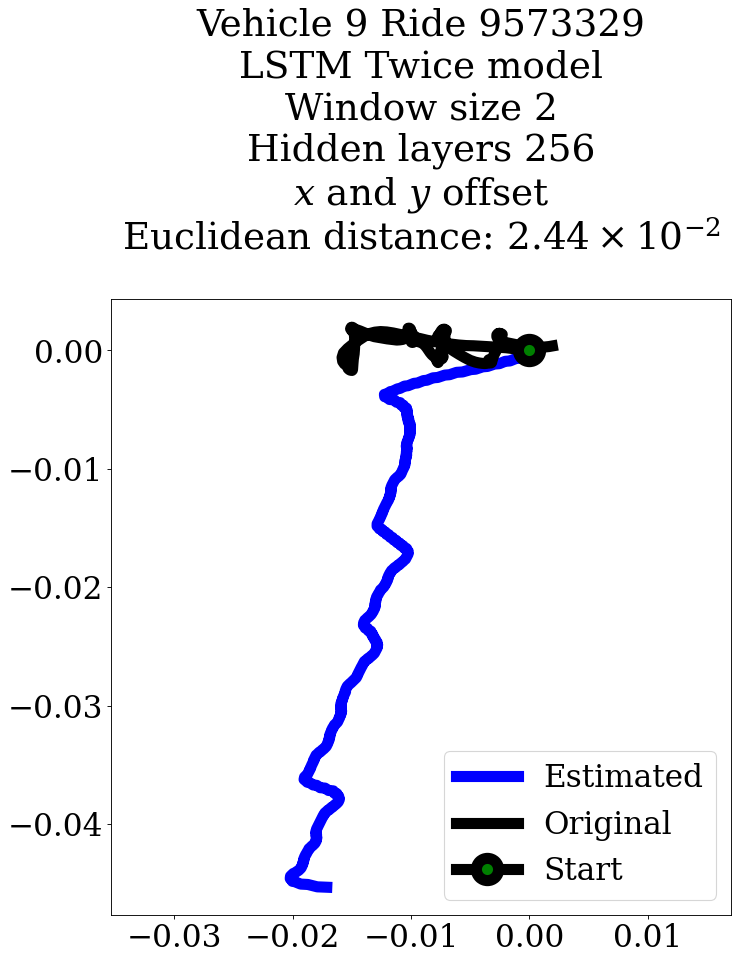 Vehicle 9 Ride 9573329
LSTM Twice model
Window size 2
Hidden layers 256
x and y offset
Euclidean distance: 2.44 × 10⁻²
0.00
−0.01
−0.02
−0.03
−0.04
Estimated
Original
Start
−0.03 −0.02 −0.01 0.00 0.01